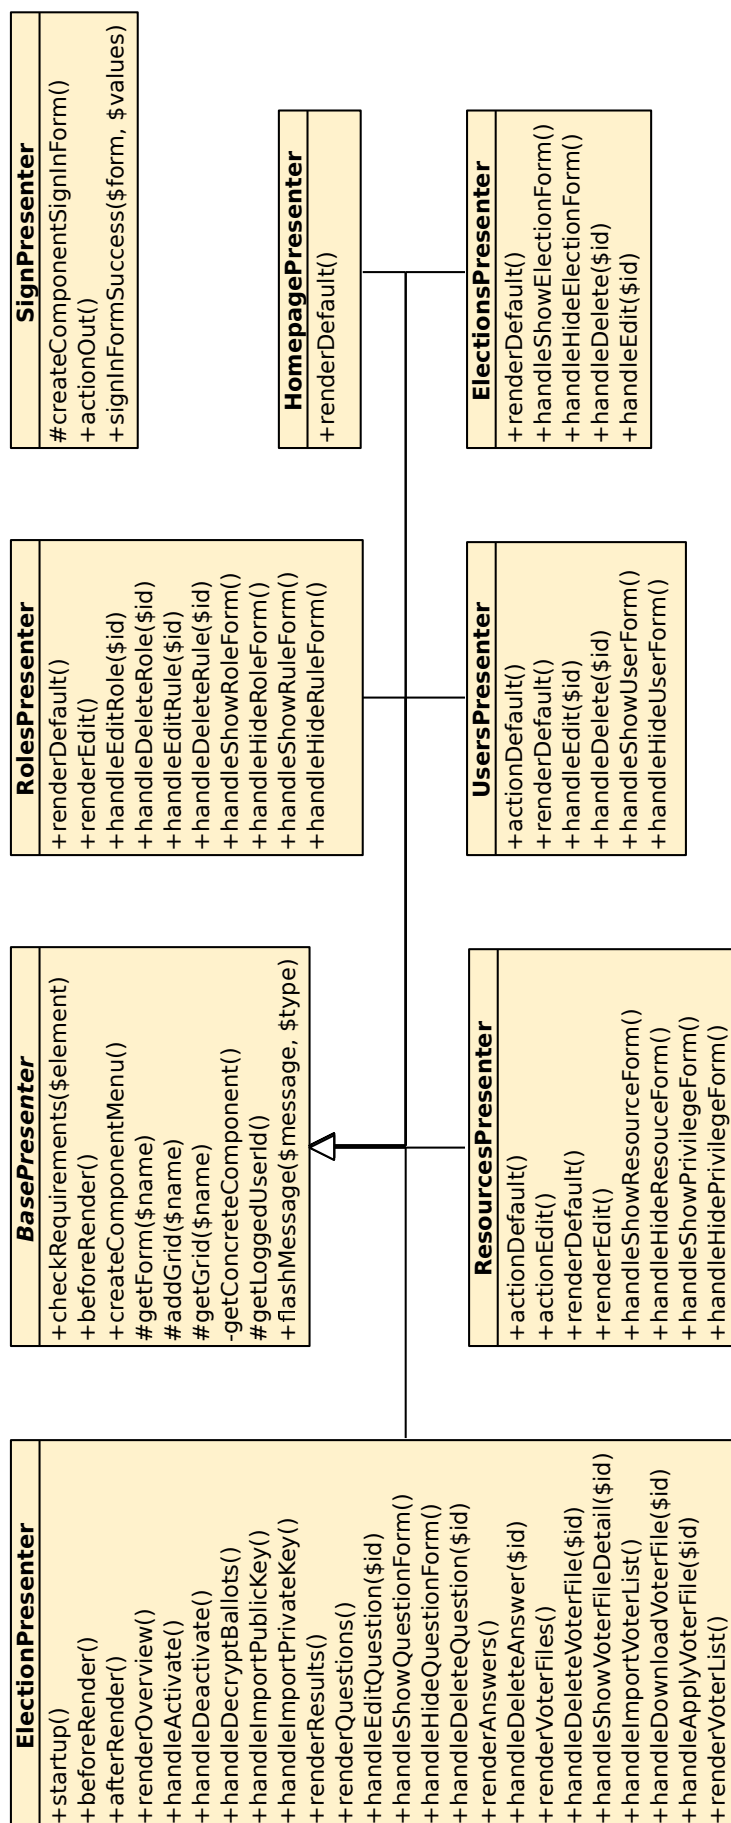 ElectionPresenter
+startup()
+beforeRender()
+afterRender()
+renderOverview()
+handleActivate()
+handleDeactivate()
+handleDecryptBallots()
+handleImportPublicKey()
+handleImportPrivateKey()
+renderResults()
+renderQuestions()
+handleEditQuestion($id)
+handleShowQuestionForm()
+handleHideQuestionForm()
+handleDeleteQuestion($id)
+renderAnswers()
+handleDeleteAnswer($id)
+renderVoterFiles()
+handleDeleteVoterFile($id)
+handleShowVoterFileDetail($id)
+handleImportVoterList()
+handleDownloadVoterFile($id)
+handleApplyVoterFile($id)
+renderVoterList()
BasePresenter
+checkRequirements($element)
+beforeRender()
+createComponentMenu()
#getForm($name)
#addGrid($name)
#getGrid($name)
-getConcreteComponent()
#getLoggedUserId()
+flashMessage($message, $type)
RolesPresenter
+renderDefault()
+renderEdit()
+handleEditRole($id)
+handleDeleteRole($id)
+handleEditRule($id)
+handleDeleteRule($id)
+handleShowRoleForm()
+handleHideRoleForm()
+handleShowRuleForm()
+handleHideRuleForm()
SignPresenter
#createComponentSignInForm()
+actionOut()
+signInFormSuccess($form, $values)
HomepagePresenter
+renderDefault()
ResourcesPresenter
+actionDefault()
+actionEdit()
+renderDefault()
+renderEdit()
+handleShowResourceForm()
+handleHideResouceForm()
+handleShowPrivilegeForm()
+handleHidePrivilegeForm()
UsersPresenter
+actionDefault()
+renderDefault()
+handleEdit($id)
+handleDelete($id)
+handleShowUserForm()
+handleHideUserForm()
ElectionsPresenter
+renderDefault()
+handleShowElectionForm()
+handleHideElectionForm()
+handleDelete($id)
+handleEdit($id)